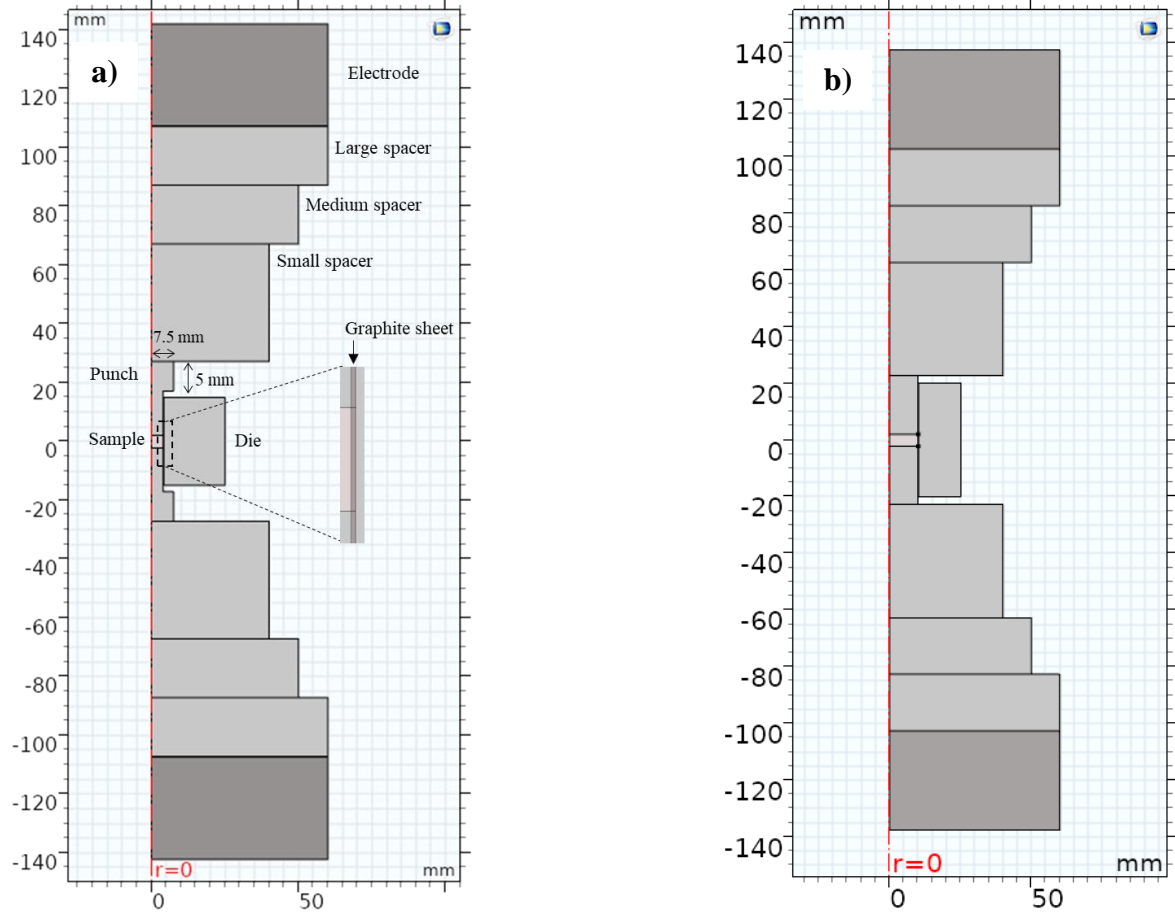 mm
a)
140
120
100
80
60
40
20
0
-20
-40
-60
-80
-100
-120
-140
Electrode
Large spacer
Medium spacer
Small spacer
7.5 mm
Graphite sheet
Punch
5 mm
Sample
Die
r=0
mm
0
50
mm
b)
140
120
100
80
60
40
20
0
-20
-40
-60
-80
-100
-120
-140
r=0
mm
0
50